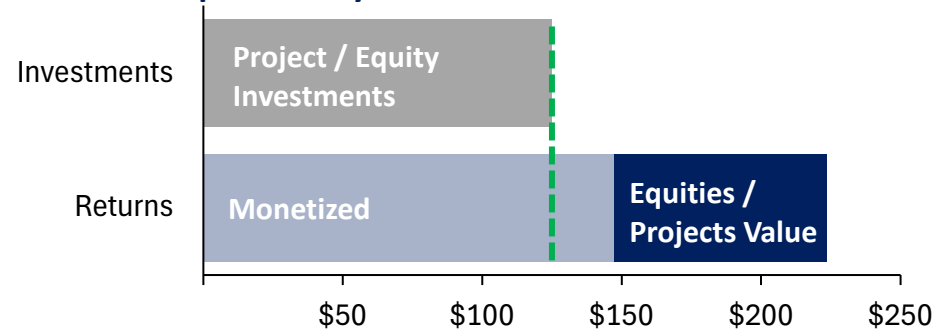 Investments
Project / Equity
Investments
Returns
Monetized
Equities /
Projects Value
$50
$100
$150
$200
$250